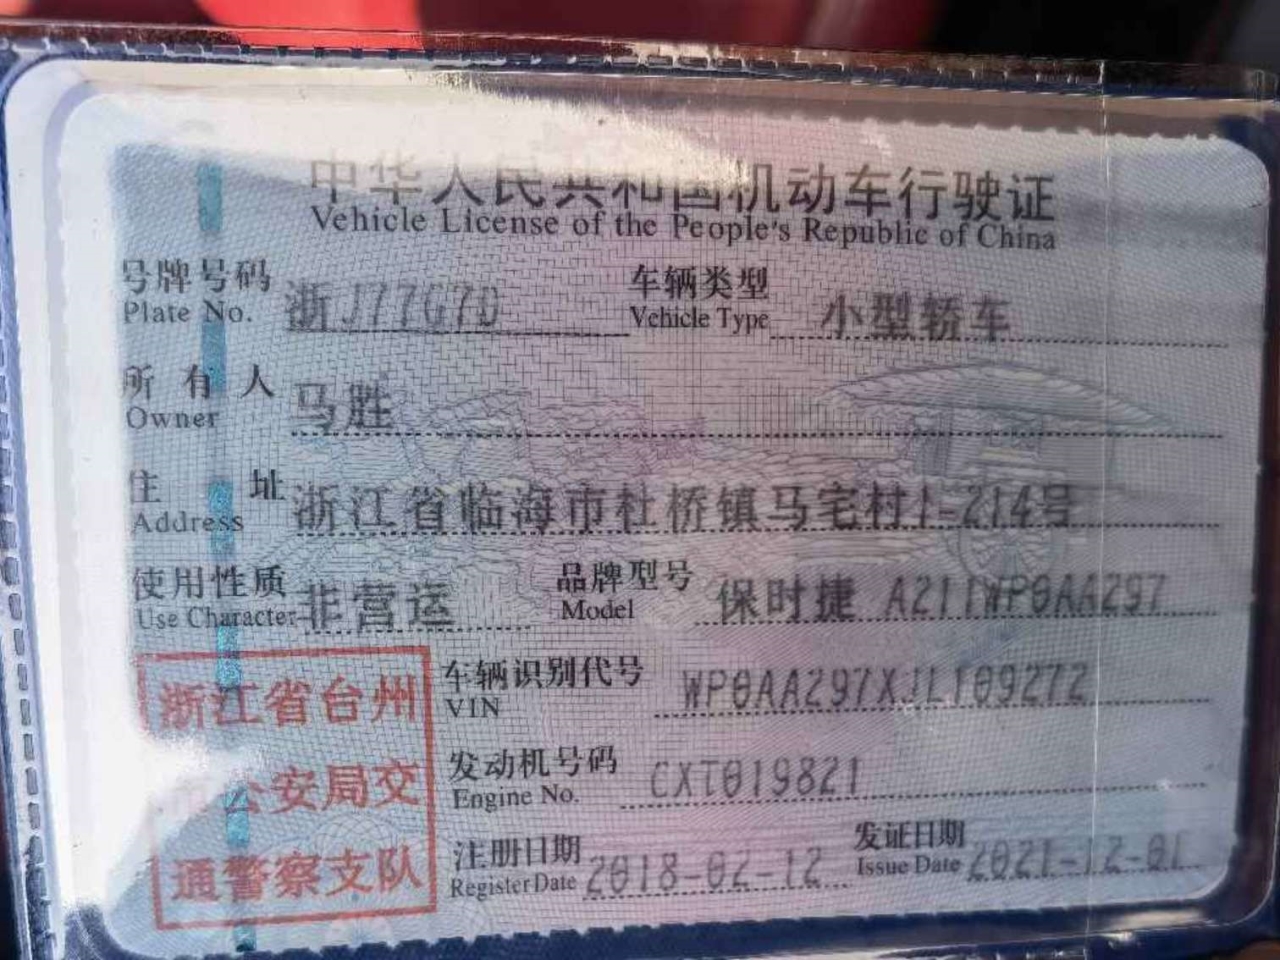 中华人民共和国机动车行驶证
Vehicle License of the People's Republic of China
号牌号码 浙J77G7D 车辆类型 小型轿车
Plate No. Vehicle Type
所有人 马胜
Owner
住址 浙江省临海市杜桥镇马宅村1-214号
Address
使用性质 非营运 品牌型号 保时捷 A211WP0AA297
Use Character Model
浙江省台州
公安局交
通警察支队
车辆识别代号 WP0AA297XJL109272
VIN
发动机号码 CXT019821
Engine No.
注册日期 2018-02-12 发证日期 2021-12-01
Register Date Issue Date